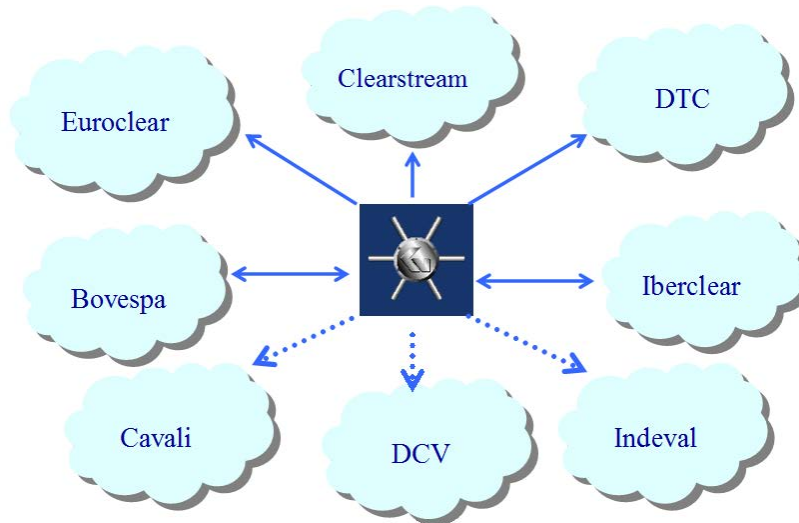 Clearstream
DTC
Euroclear
Bovespa
Iberclear
Cavali
DCV
Indeval